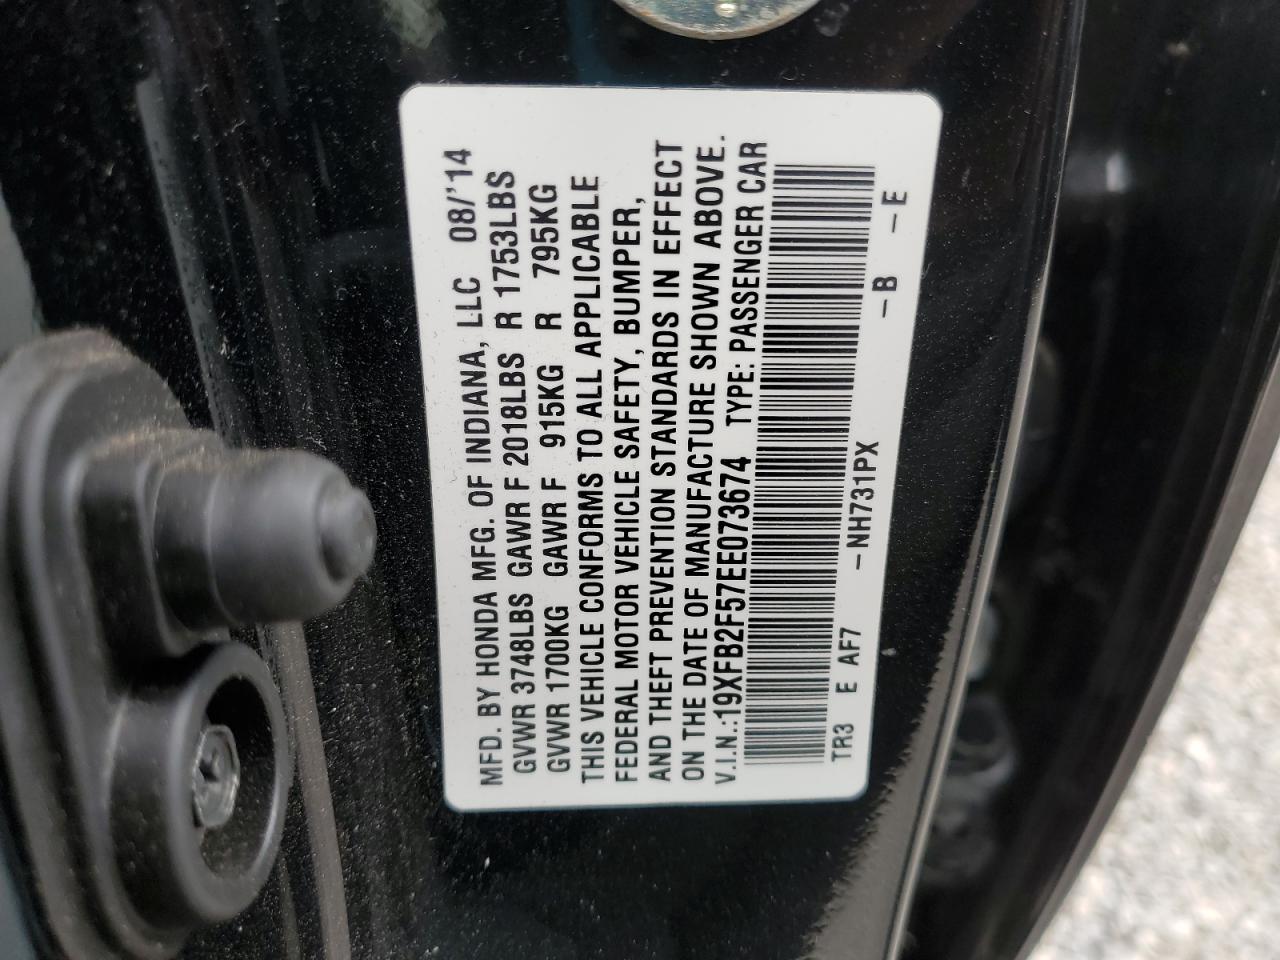 MFD. BY HONDA MFG. OF INDIANA, LLC 08/'14
GVWR 3748LBS GAWR F 2018LBS R 1753LBS
GVWR 1700KG GAWR F 915KG R 795KG
THIS VEHICLE CONFORMS TO ALL APPLICABLE
FEDERAL MOTOR VEHICLE SAFETY, BUMPER,
AND THEFT PREVENTION STANDARDS IN EFFECT
ON THE DATE OF MANUFACTURE SHOWN ABOVE.
V.I.N.:19XFB2F57EE073674 TYPE: PASSENGER CAR
TR3 E AF7 –NH731PX –B –E